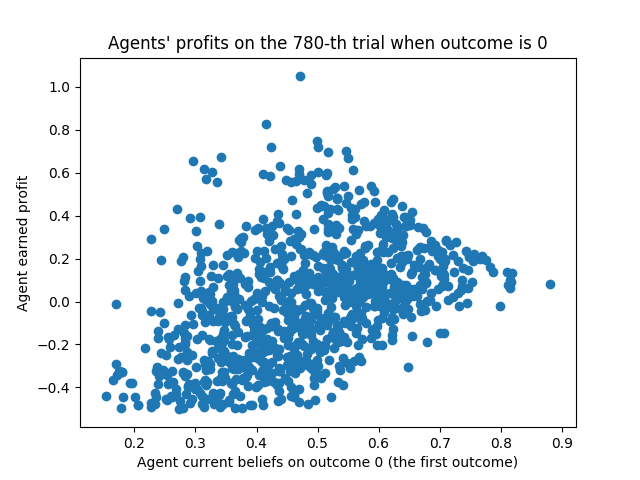 Agents' profits on the 780-th trial when outcome is 0
1.0
0.8
0.6
0.4
0.2
0.0
−0.2
−0.4
Agent earned profit
0.2 0.3 0.4 0.5 0.6 0.7 0.8 0.9
Agent current beliefs on outcome 0 (the first outcome)